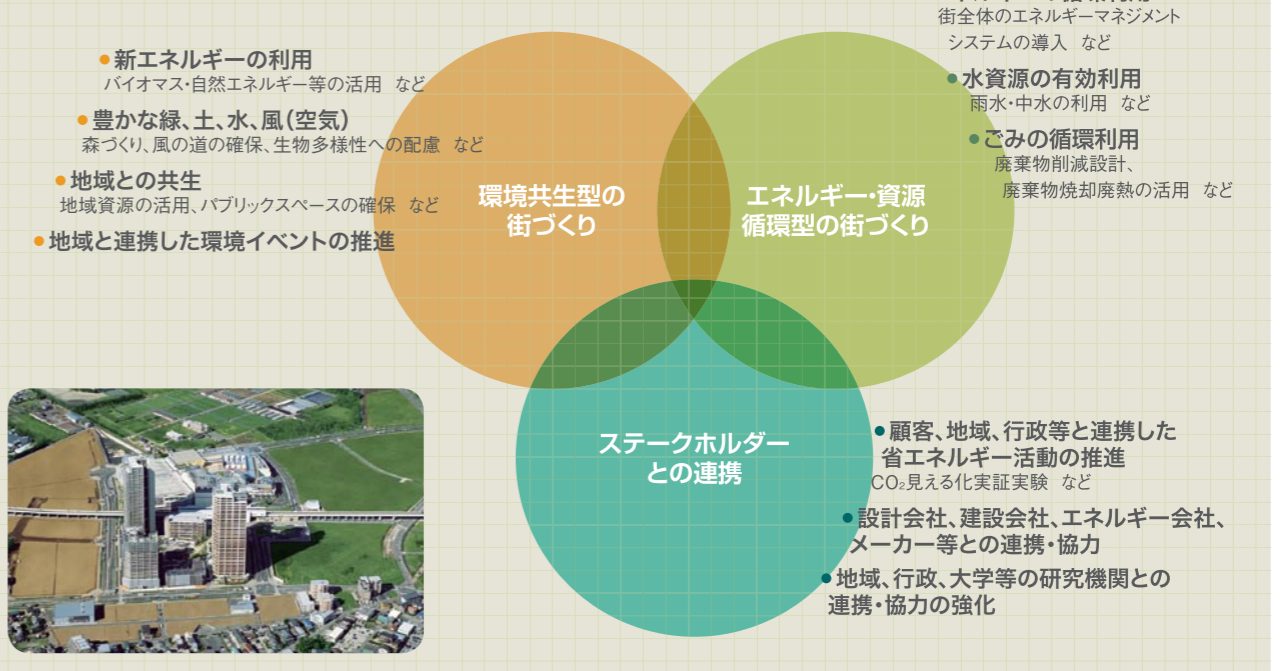 街全体のエネルギーマネジメント
システムの導入 など
●新エネルギーの利用
バイオマス・自然エネルギー等の活用 など
●豊かな緑、土、水、風(空気)
森づくり、風の道の確保、生物多様性への配慮 など
●地域との共生
地域資源の活用、パブリックスペースの確保 など
●地域と連携した環境イベントの推進
環境共生型の
街づくり
エネルギー・資源
循環型の街づくり
●水資源の有効利用
雨水・中水の利用 など
●ごみの循環利用
廃棄物削減設計、
廃棄物焼却廃熱の活用 など
ステークホルダー
との連携
●顧客、地域、行政等と連携した
省エネルギー活動の推進
CO₂見える化実証実験 など
●設計会社、建設会社、エネルギー会社、
メーカー等との連携・協力
●地域、行政、大学等の研究機関との
連携・協力の強化